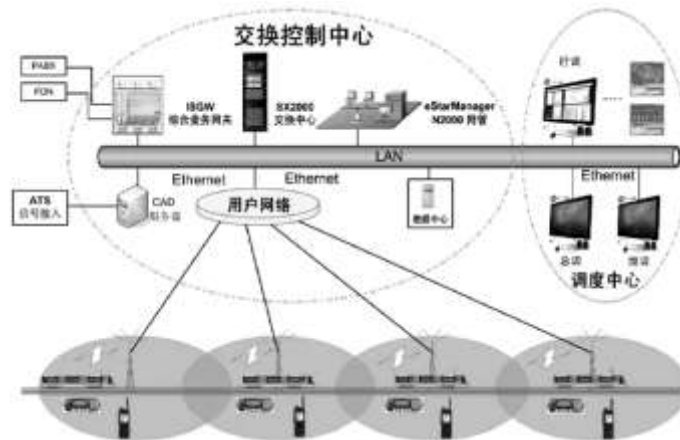 交换控制中心
PABX
PDN
ISGW
综合业务网关
SX2000
交换中心
eStarManager
N2000 网管
行调
LAN
Ethernet
Ethernet
Ethernet
ATS
信号接入
CAD
服务器
用户网络
数据中心
总调
调度中心